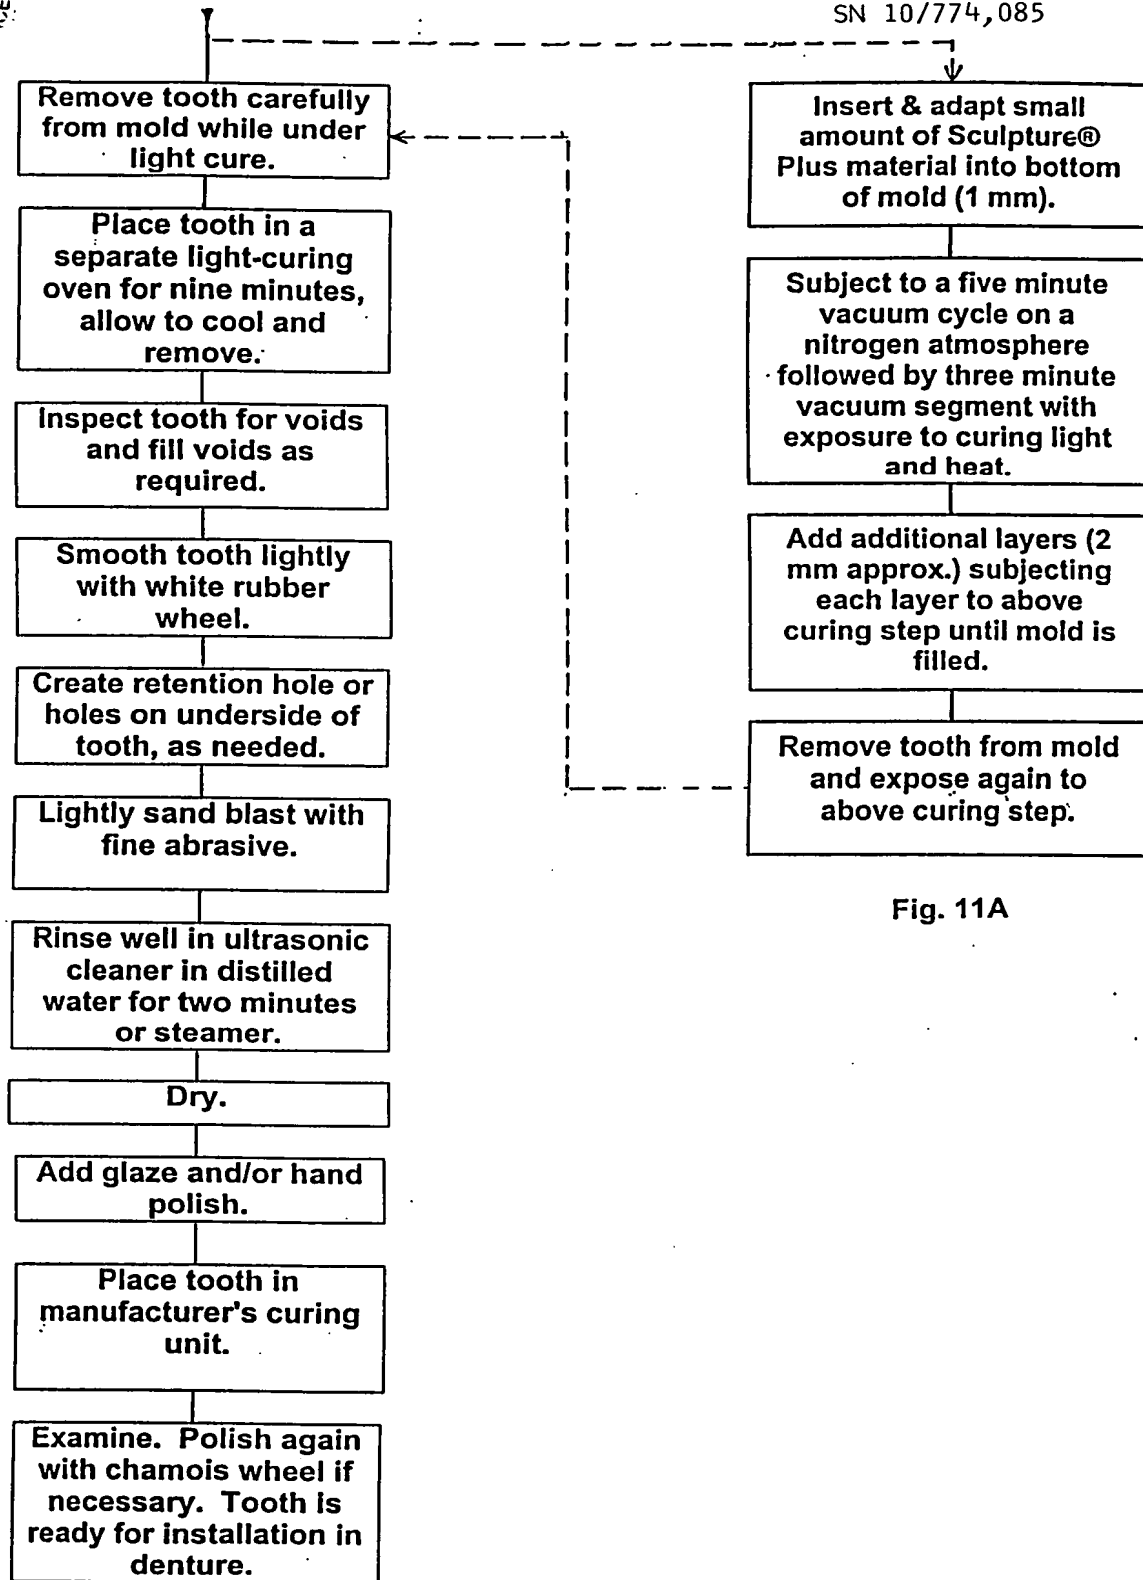 SN 10/774,085
Remove tooth carefully
from mold while under
light cure.
Place tooth in a
separate light-curing
oven for nine minutes,
allow to cool and
remove.
Inspect tooth for voids
and fill voids as
required.
Smooth tooth lightly
with white rubber
wheel.
Create retention hole or
holes on underside of
tooth, as needed.
Lightly sand blast with
fine abrasive.
Rinse well in ultrasonic
cleaner in distilled
water for two minutes
or steamer.
Dry.
Add glaze and/or hand
polish.
Place tooth in
manufacturer's curing
unit.
Examine. Polish again
with chamois wheel if
necessary. Tooth is
ready for installation in
denture.
Insert & adapt small
amount of Sculpture®
Plus material into bottom
of mold (1 mm).
Subject to a five minute
vacuum cycle on a
nitrogen atmosphere
followed by three minute
vacuum segment with
exposure to curing light
and heat.
Add additional layers (2
mm approx.) subjecting
each layer to above
curing step until mold is
filled.
Remove tooth from mold
and expose again to
above curing step.
Fig. 11A